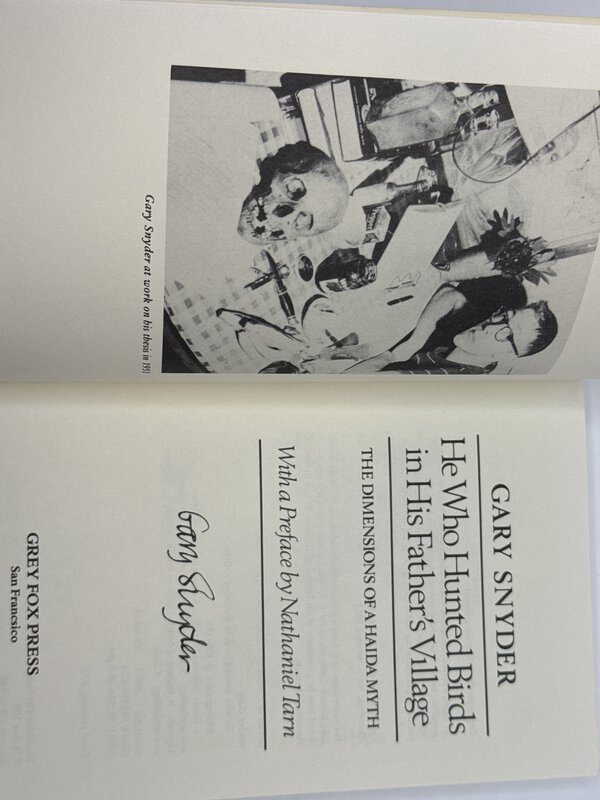 Gary Snyder at work on his thesis in 1951
GARY SNYDER
He Who Hunted Birds
in His Father's Village
THE DIMENSIONS OF A HAIDA MYTH
With a Preface by Nathaniel Tarn
Gary Snyder
GREY FOX PRESS
San Francsico